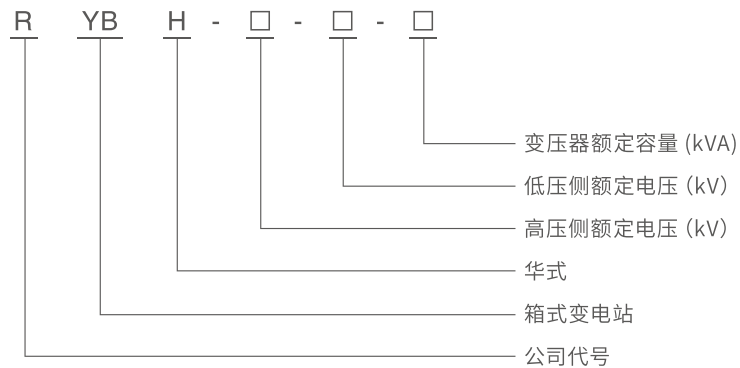 R YB H - □ - □ - □
变压器额定容量 (kVA)
低压侧额定电压（kV）
高压侧额定电压（kV）
华式
箱式变电站
公司代号